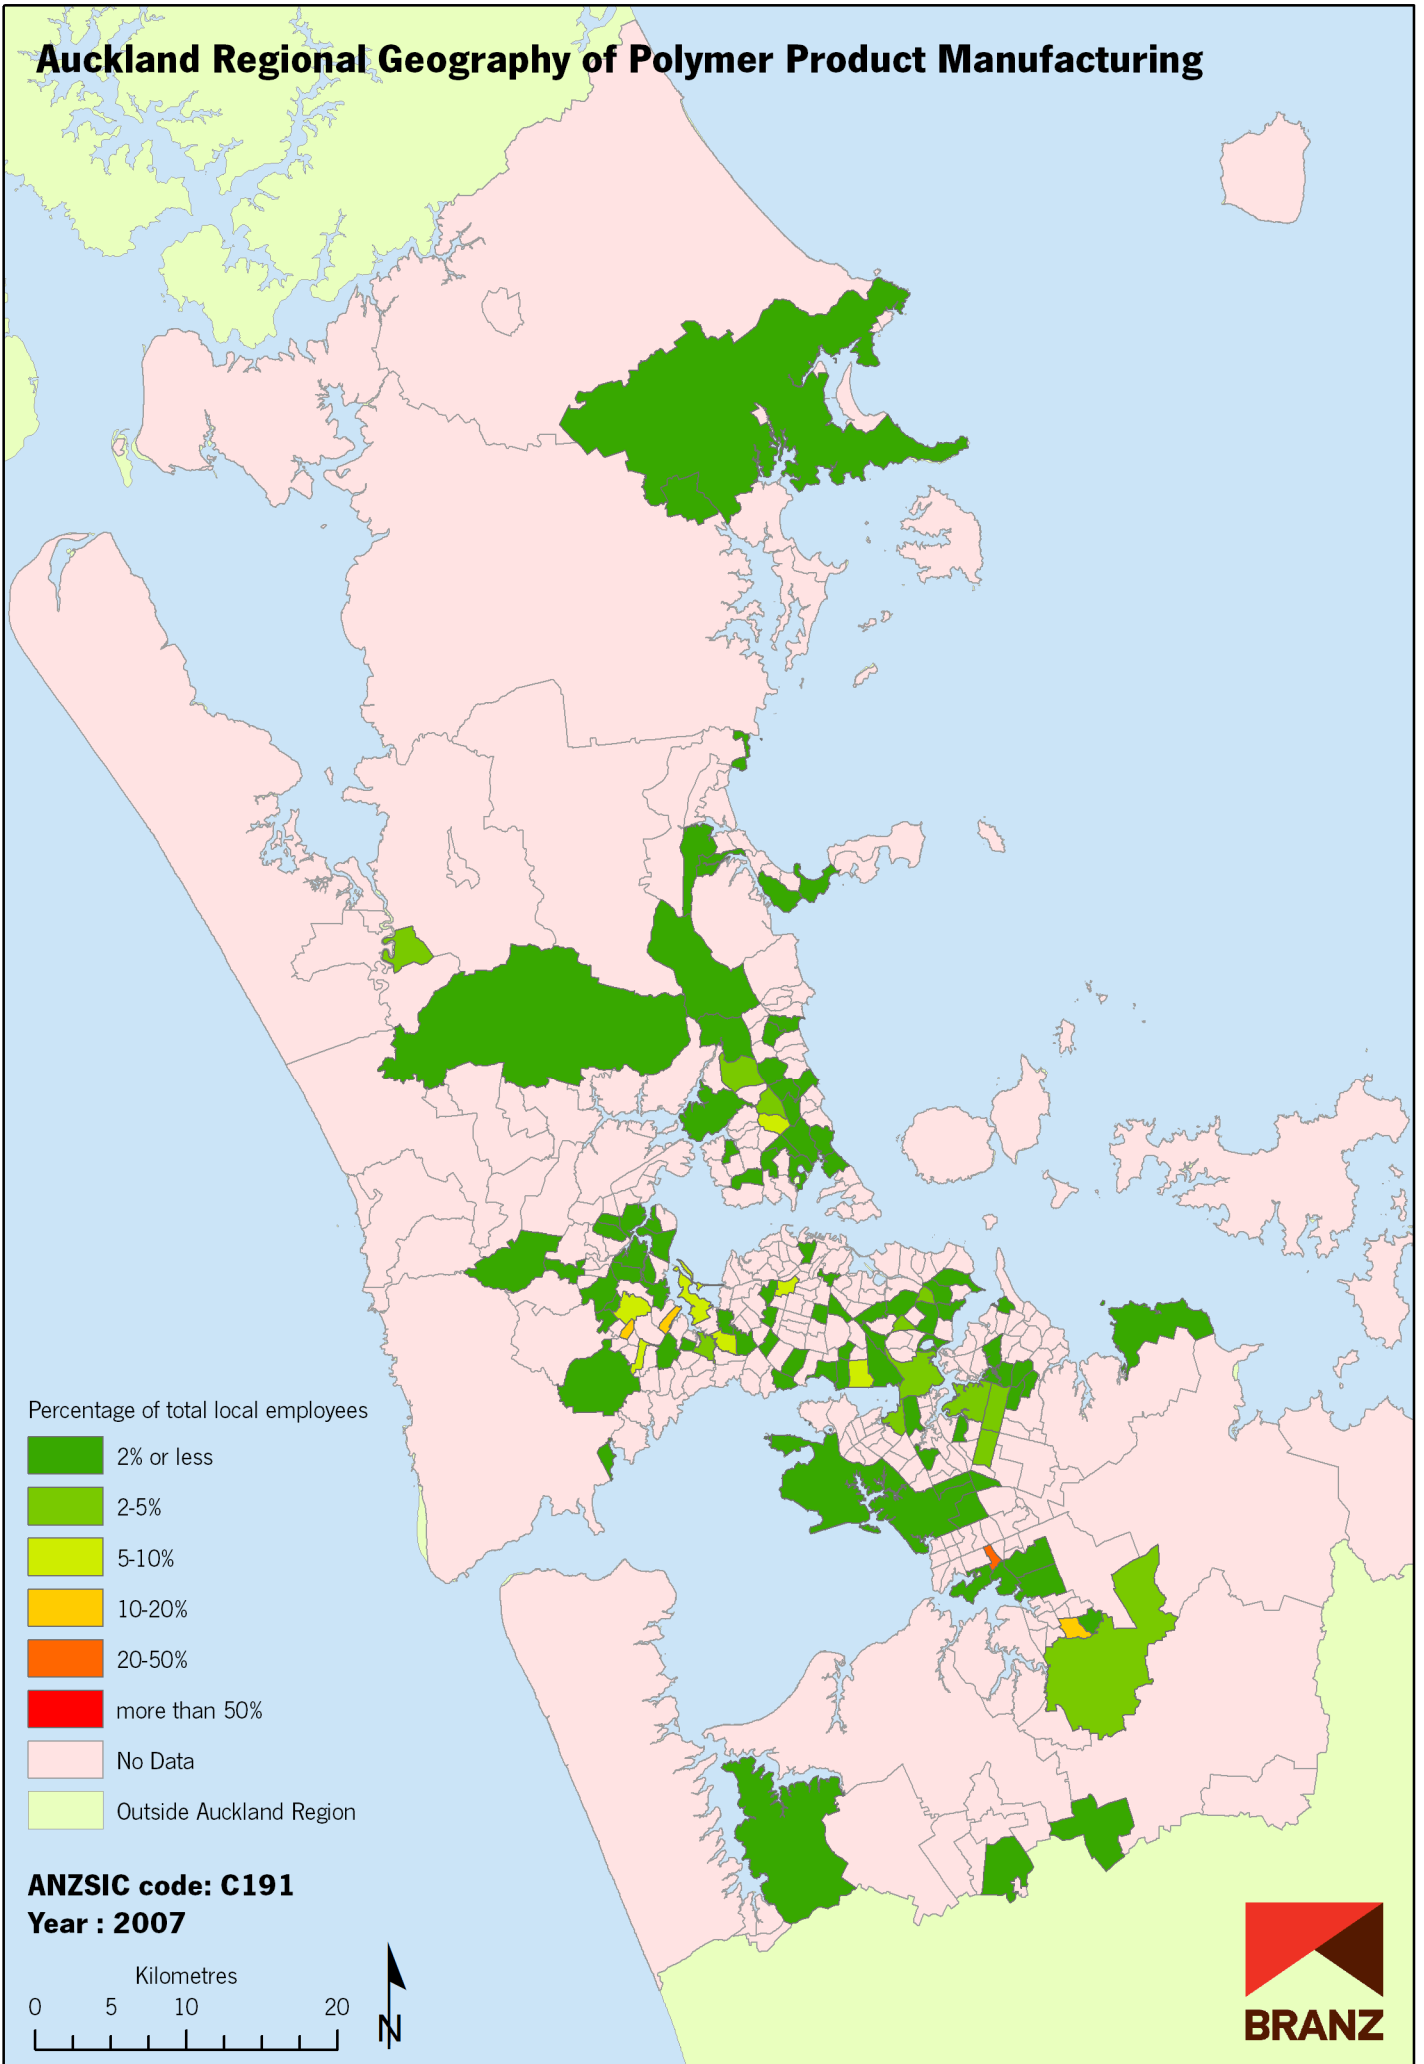 Auckland Regional Geography of Polymer Product Manufacturing
Percentage of total local employees
2% or less
2-5%
5-10%
10-20%
20-50%
more than 50%
No Data
Outside Auckland Region
ANZSIC code: C191
Year : 2007
Kilometres
0 5 10 20
N
BRANZ